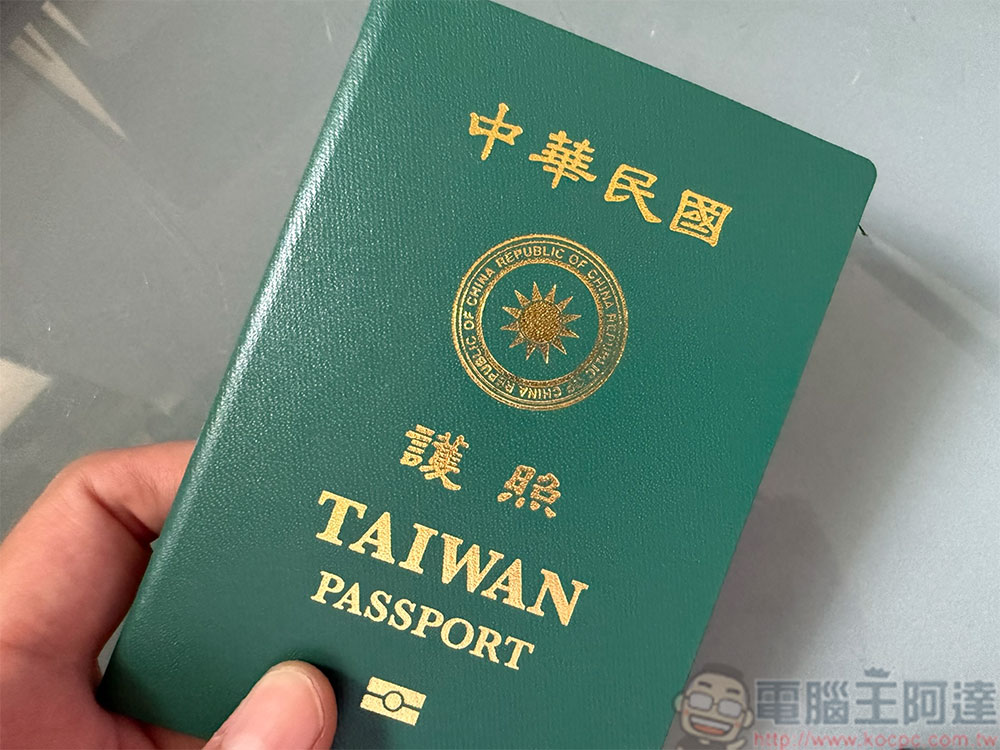 中華民國
REPUBLIC OF CHINA REPUBLIC OF CHINA REPUBLIC OF CHINA
護照
TAIWAN
PASSPORT
電腦王阿達
http://www.kocpc.com.tw